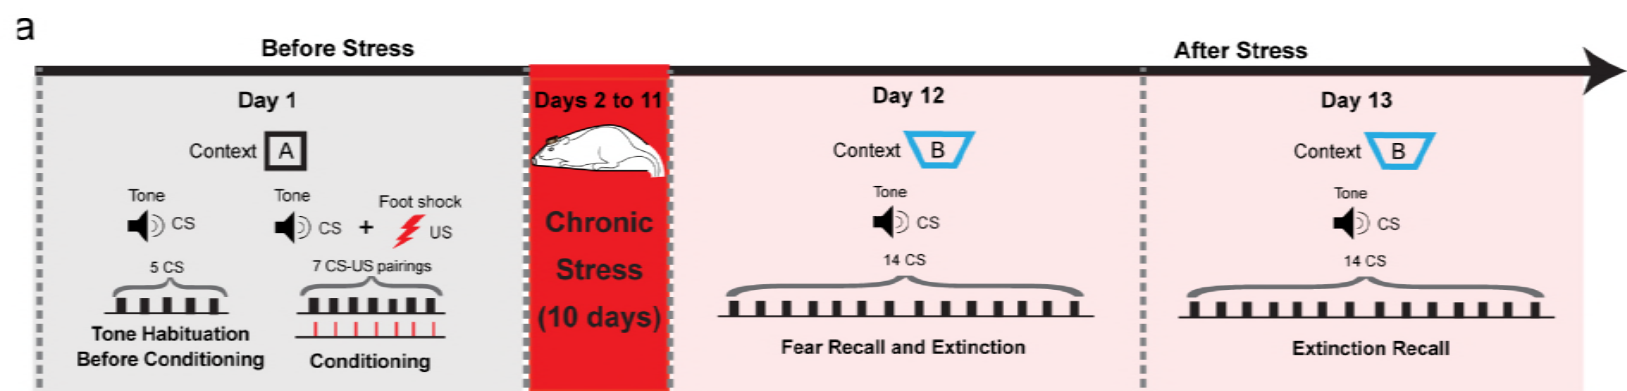 a
Before Stress
After Stress
Day 1
Days 2 to 11
Day 12
Day 13
Context A
Context B
Context B
Tone
Tone
Foot shock
Tone
Tone
CS
CS + US
CS
CS
5 CS
7 CS-US pairings
14 CS
14 CS
Tone Habituation
Before Conditioning
Conditioning
Chronic
Stress
(10 days)
Fear Recall and Extinction
Extinction Recall